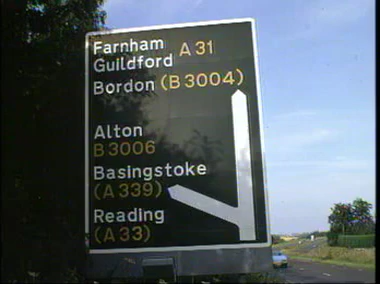 Farnham
Guildford A 31
Bordon (B 3004)
Alton
B 3006
Basingstoke
(A 339)
Reading
(A 33)